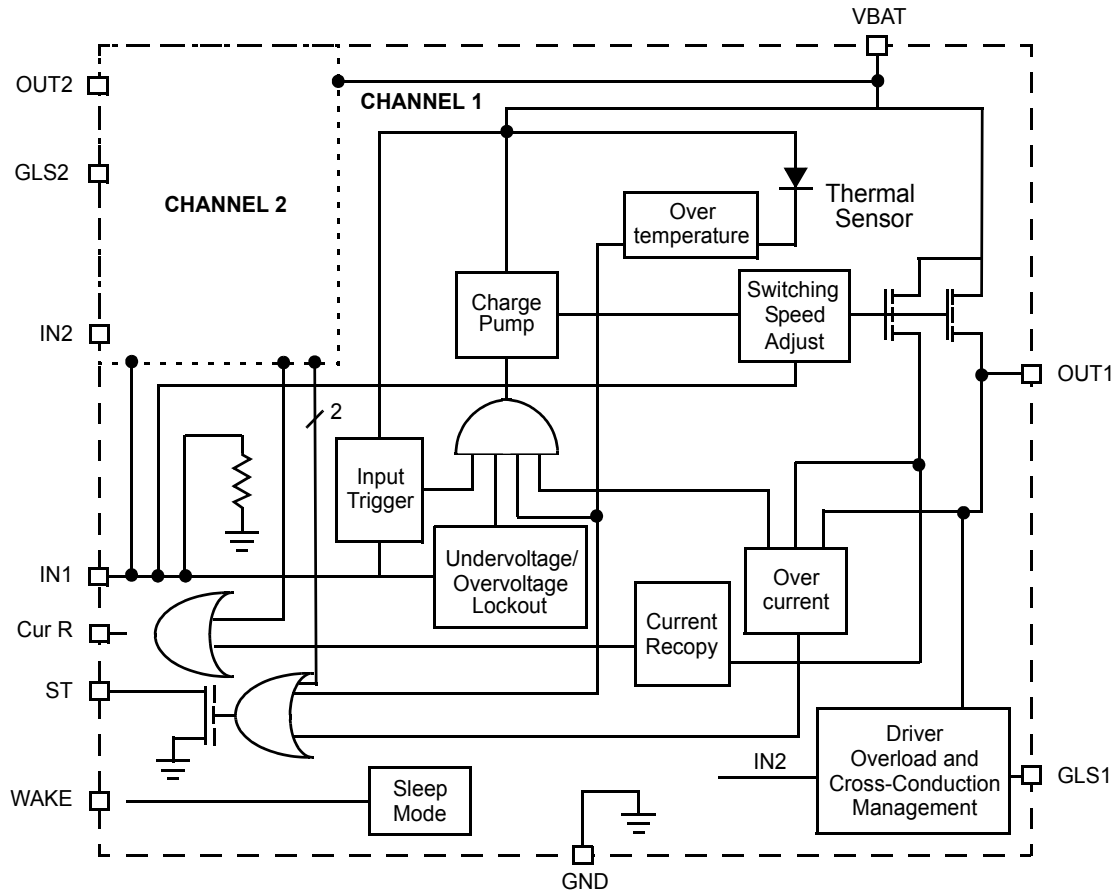 VBAT
OUT2
CHANNEL 1
GLS2
CHANNEL 2
Over
temperature
Thermal
Sensor
Charge
Pump
Switching
Speed
Adjust
IN2
OUT1
2
Input
Trigger
Undervoltage/
Overvoltage
Lockout
IN1
Over
current
Cur R
Current
Recopy
ST
Driver
Overload and
Cross-Conduction
Management
IN2
GLS1
WAKE
Sleep
Mode
GND